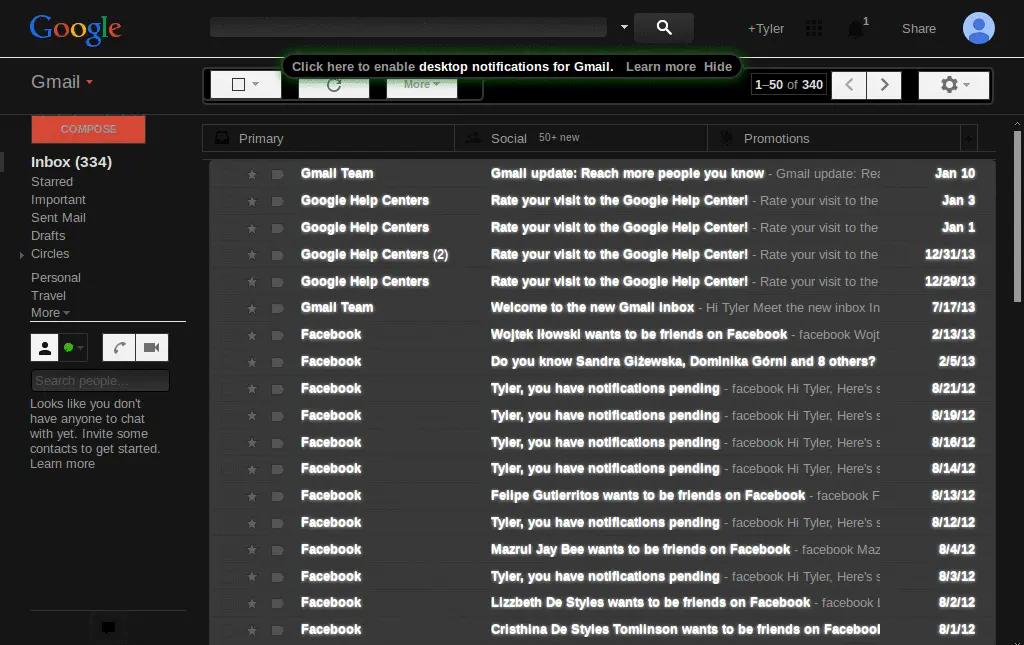 Google
+Tyler
1
Share
Click here to enable desktop notifications for Gmail. Learn more Hide
Gmail
More
1–50 of 340
COMPOSE
Primary
Social 50+ new
Promotions
Inbox (334)
Starred
Important
Sent Mail
Drafts
Circles
Personal
Travel
More
Search people...
Looks like you don't
have anyone to chat
with yet. Invite some
contacts to get started.
Learn more
Gmail Team Gmail update: Reach more people you know - Gmail update: Rea Jan 10
Google Help Centers Rate your visit to the Google Help Center! - Rate your visit to the Jan 3
Google Help Centers Rate your visit to the Google Help Center! - Rate your visit to the Jan 1
Google Help Centers (2) Rate your visit to the Google Help Center! - Rate your visit to the 12/31/13
Google Help Centers Rate your visit to the Google Help Center! - Rate your visit to the 12/29/13
Gmail Team Welcome to the new Gmail Inbox - Hi Tyler Meet the new inbox In 7/17/13
Facebook Wojtek Iłowski wants to be friends on Facebook - facebook Wojt 2/13/13
Facebook Do you know Sandra Giżewska, Dominika Górni and 8 others? 2/5/13
Facebook Tyler, you have notifications pending - facebook Hi Tyler, Here's s 8/21/12
Facebook Tyler, you have notifications pending - facebook Hi Tyler, Here's s 8/19/12
Facebook Tyler, you have notifications pending - facebook Hi Tyler, Here's s 8/16/12
Facebook Tyler, you have notifications pending - facebook Hi Tyler, Here's s 8/14/12
Facebook Felipe Gutierritos wants to be friends on Facebook - facebook F 8/13/12
Facebook Tyler, you have notifications pending - facebook Hi Tyler, Here's s 8/12/12
Facebook Mazrul Jay Bee wants to be friends on Facebook - facebook Maz 8/4/12
Facebook Tyler, you have notifications pending - facebook Hi Tyler, Here's s 8/3/12
Facebook Lizzbeth De Styles wants to be friends on Facebook - facebook L 8/2/12
Facebook Cristhina De Styles Tomlinson wants to be friends on Facebook 8/1/12